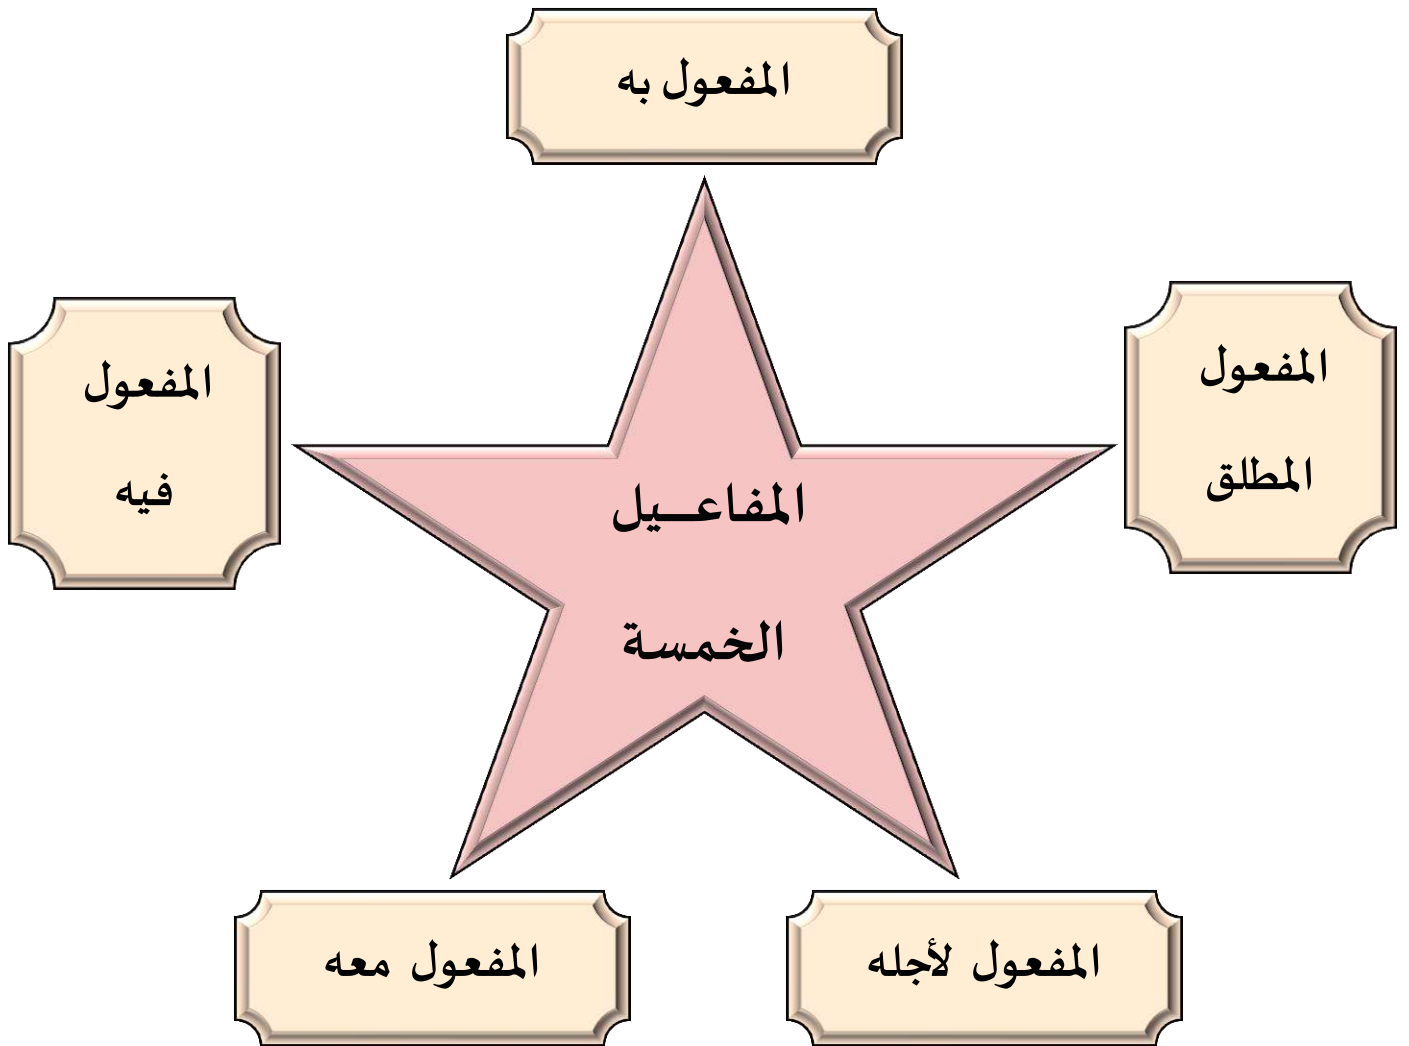 المفعول به
المفعول
المطلق
المفعول
فيه
المفاعــيل
الخمسة
المفعول لأجله
المفعول معه